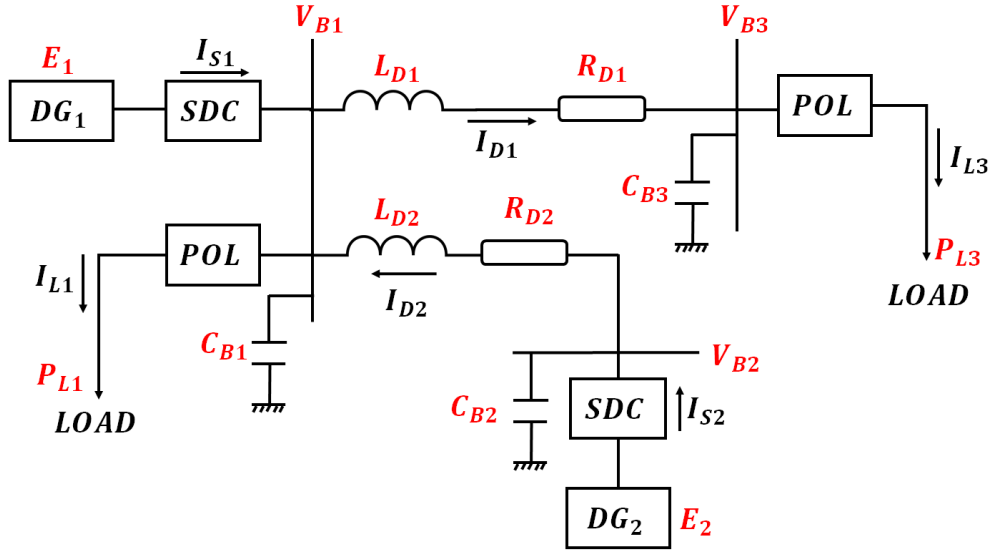 V_B1
V_B3
E_1
I_S1
L_D1
R_D1
DG_1
SDC
POL
I_D1
I_L3
C_B3
L_D2
R_D2
POL
I_L1
I_D2
P_L3
LOAD
C_B1
V_B2
P_L1
LOAD
C_B2
SDC
I_S2
DG_2
E_2